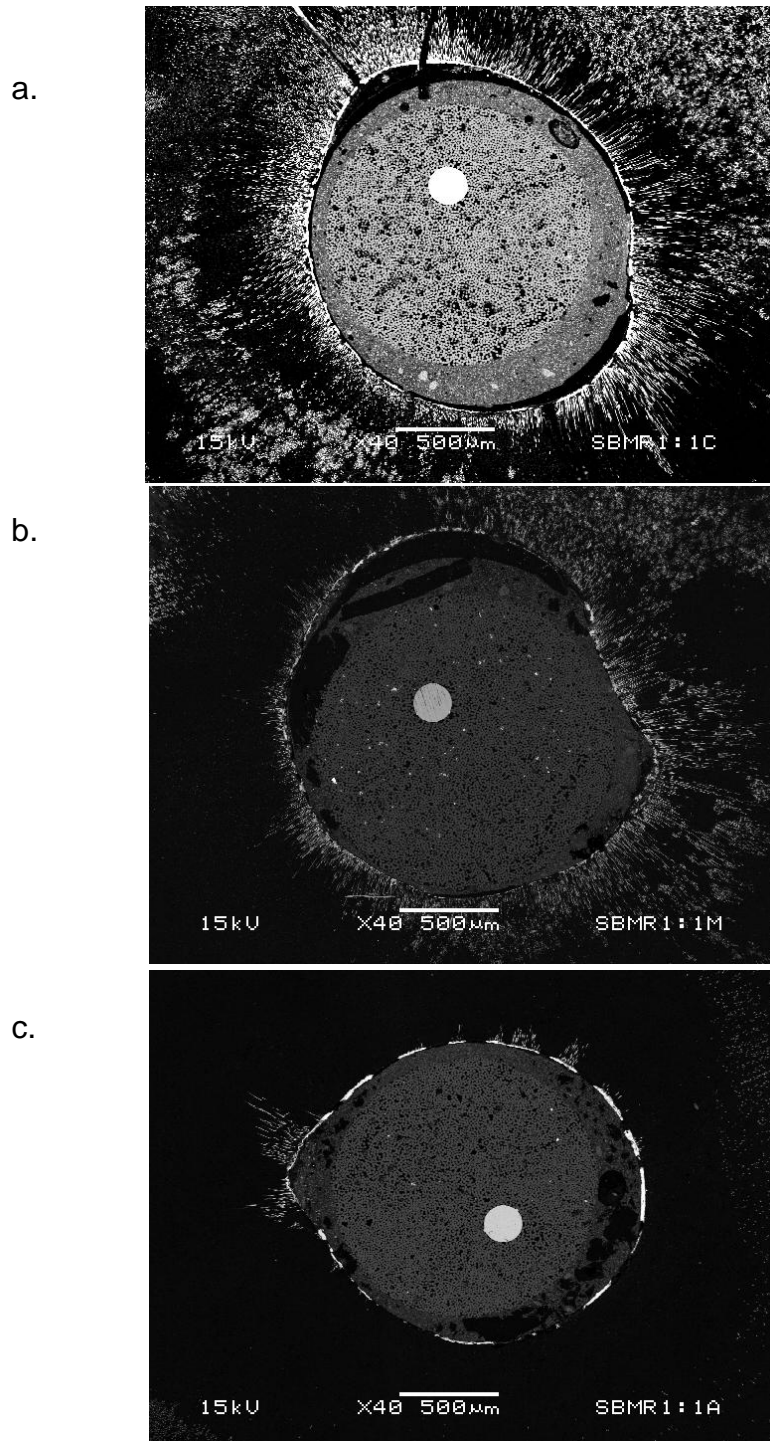 a.
15kV X40 500μm SBMR1:1C
b.
15kV X40 500μm SBMR1:1M
c.
15kV X40 500μm SBMR1:1A